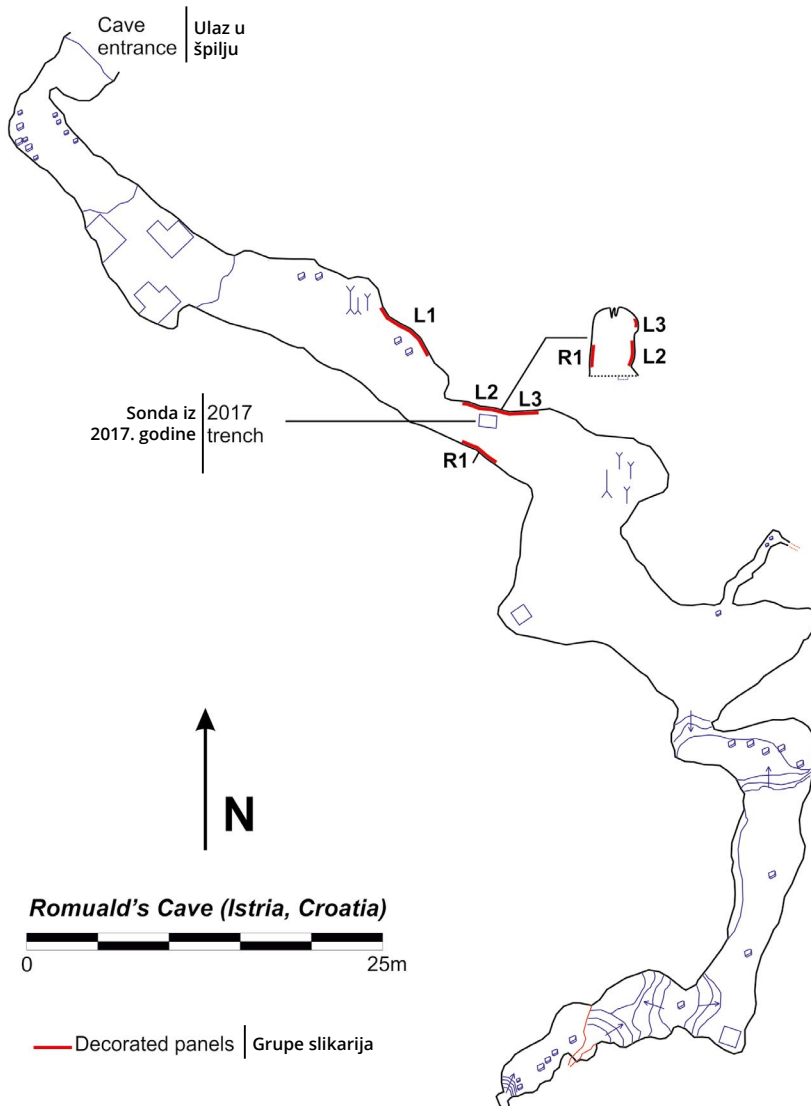 Cave
entrance
Ulaz u
špilju
L1
L3
R1
L2
L2
L3
Sonda iz
2017. godine
2017
trench
R1
N
Romuald's Cave (Istria, Croatia)
0
25m
Decorated panels
Grupe slikarija